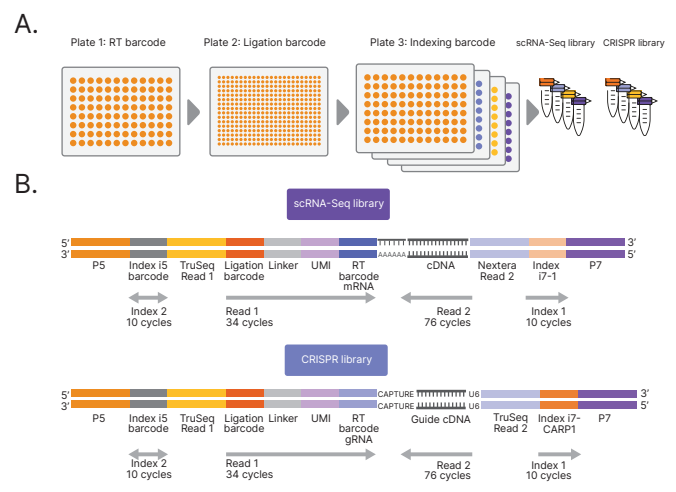 A.
Plate 1: RT barcode
Plate 2: Ligation barcode
Plate 3: Indexing barcode
scRNA-Seq library
CRISPR library
B.
scRNA-Seq library
5′ 3′
3′ TTTTTT 5′
AAAAAA
P5 Index i5 TruSeq Ligation Linker UMI RT cDNA Nextera Index P7
barcode Read 1 barcode barcode Read 2 i7-1
mRNA
Index 2 Read 1 Read 2 Index 1
10 cycles 34 cycles 76 cycles 10 cycles
CRISPR library
5′ CAPTURE U6 3′
3′ CAPTURE U6 5′
P5 Index i5 TruSeq Ligation Linker UMI RT Guide cDNA TruSeq Index i7- P7
barcode Read 1 barcode barcode Read 2 CARP1
gRNA
Index 2 Read 1 Read 2 Index 1
10 cycles 34 cycles 76 cycles 10 cycles